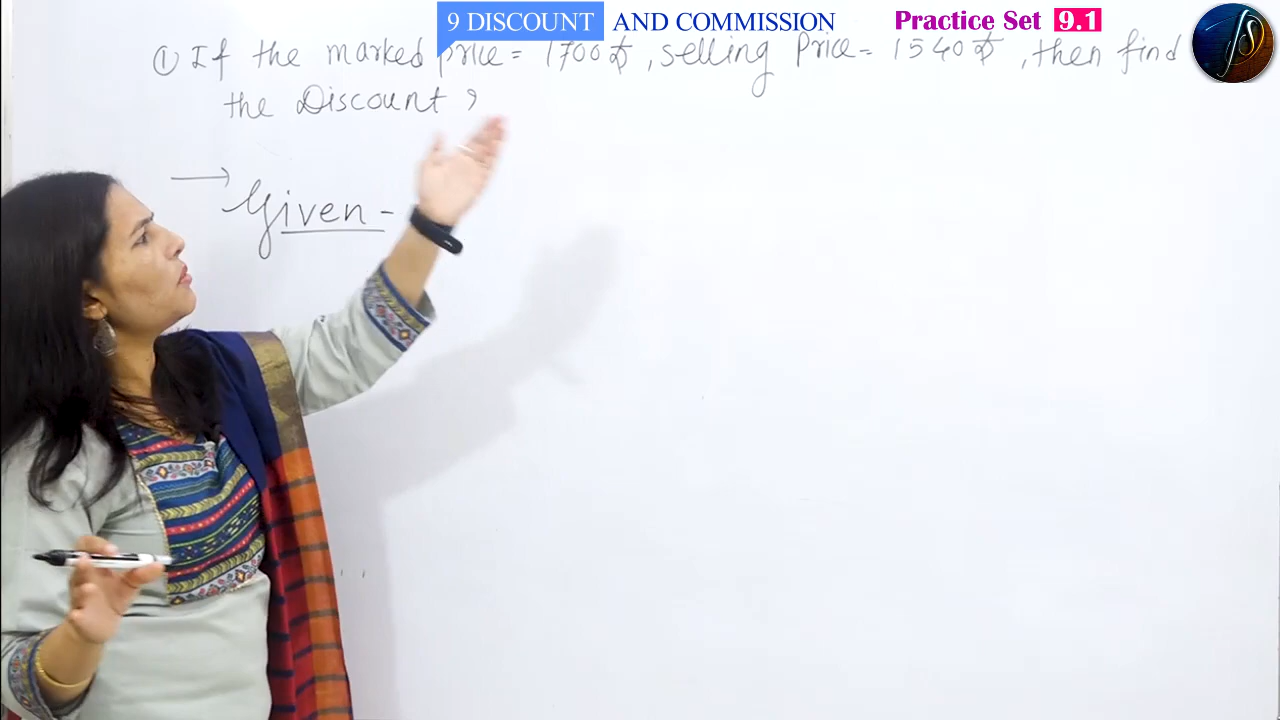 9 DISCOUNT AND COMMISSION
Practice Set 9.1
① If the marked price = 1700 ₹, selling Price = 1540 ₹, then find
the Discount ?
→ Given -